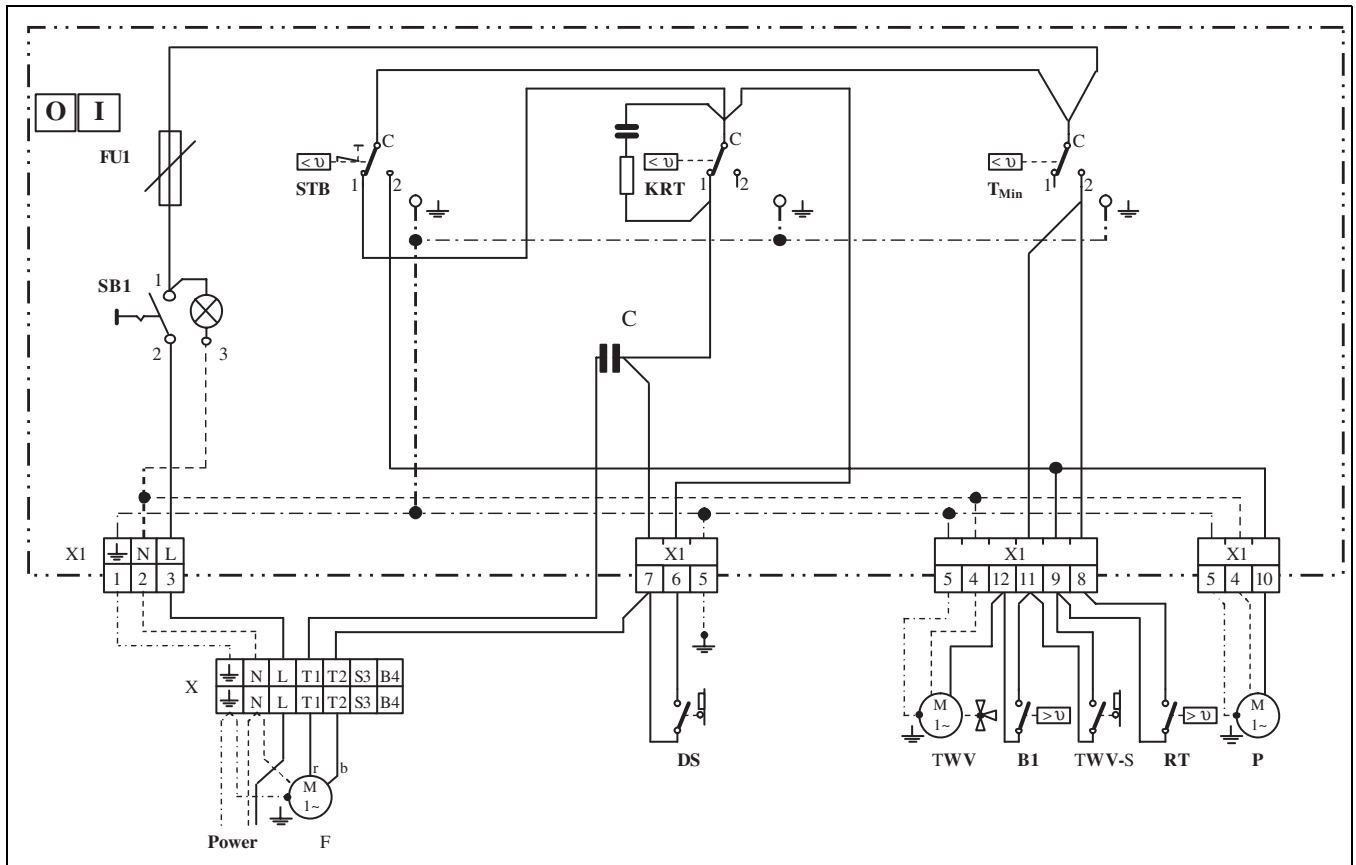 O I
FU1
C
< υ
STB
1
2
C
< υ
KRT
1
2
C
< υ
TMin
1
2
SB1
1
2
3
C
X1
N L
1 2 3
X1
7 6 5
X1
5 4 12 11 9 8
X1
5 4 10
X
N L T1 T2 S3 B4
N L T1 T2 S3 B4
r
b
M
1~
Power
F
DS
M
1~
TWV
> υ
B1
TWV-S
> υ
RT
M
1~
P